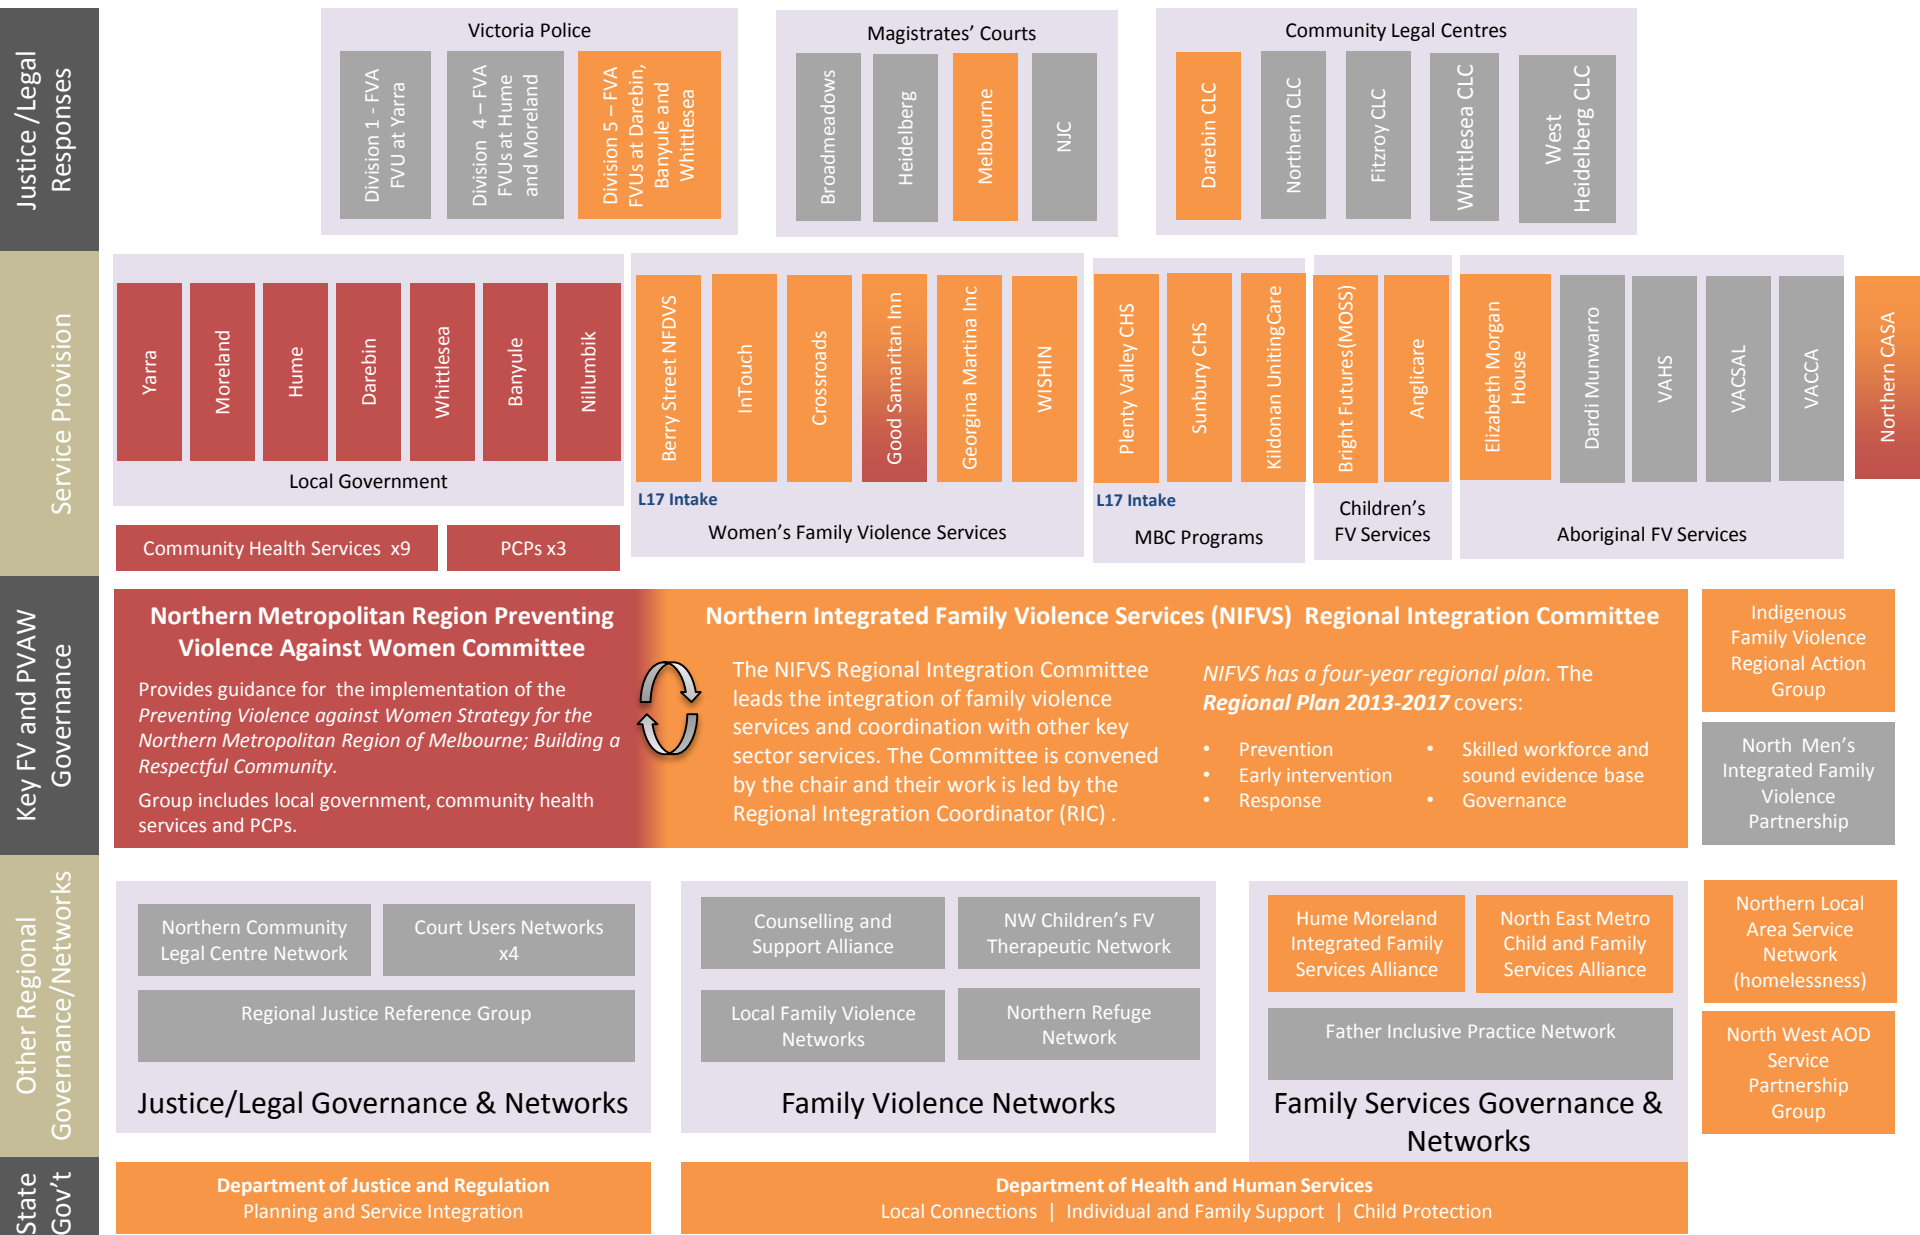 Justice /Legal
Responses
Victoria Police
Division 1 - FVA
FVU at Yarra
Division 4 – FVA
FVUs at Hume
and Moreland
Division 5 – FVA
FVUs at Darebin,
Banyule and
Whittlesea
Magistrates’ Courts
Broadmeadows
Heidelberg
Melbourne
NJC
Community Legal Centres
Darebin CLC
Northern CLC
Fitzroy CLC
Whittlesea CLC
West
Heidelberg CLC
Service Provision
Yarra
Moreland
Hume
Darebin
Whittlesea
Banyule
Nillumbik
Local Government
Community Health Services x9
PCPs x3
Berry Street NFDVS
InTouch
Crossroads
Good Samaritan Inn
Georgina Martina Inc
WISHIN
L17 Intake
Women’s Family Violence Services
Plenty Valley CHS
Sunbury CHS
Kildonan UnitingCare
L17 Intake
MBC Programs
Bright Futures(MOSS)
Anglicare
Children’s
FV Services
Elizabeth Morgan
House
Dardi Munwarro
VAHS
VACSAL
VACCA
Aboriginal FV Services
Northern CASA
Key FV and PVAW
Governance
Northern Metropolitan Region Preventing
Violence Against Women Committee
Provides guidance for the implementation of the
Preventing Violence against Women Strategy for the
Northern Metropolitan Region of Melbourne; Building a
Respectful Community.
Group includes local government, community health
services and PCPs.
Northern Integrated Family Violence Services (NIFVS) Regional Integration Committee
The NIFVS Regional Integration Committee
leads the integration of family violence
services and coordination with other key
sector services. The Committee is convened
by the chair and their work is led by the
Regional Integration Coordinator (RIC) .
NIFVS has a four-year regional plan. The
Regional Plan 2013-2017 covers:
• Prevention
• Early intervention
• Response
• Skilled workforce and
sound evidence base
• Governance
Indigenous
Family Violence
Regional Action
Group
North Men’s
Integrated Family
Violence
Partnership
Other Regional
Governance/Networks
Northern Community
Legal Centre Network
Court Users Networks
x4
Regional Justice Reference Group
Justice/Legal Governance & Networks
Counselling and
Support Alliance
NW Children’s FV
Therapeutic Network
Local Family Violence
Networks
Northern Refuge
Network
Family Violence Networks
Hume Moreland
Integrated Family
Services Alliance
North East Metro
Child and Family
Services Alliance
Father Inclusive Practice Network
Family Services Governance &
Networks
Northern Local
Area Service
Network
(homelessness)
North West AOD
Service
Partnership
Group
State
Gov’t
Department of Justice and Regulation
Planning and Service Integration
Department of Health and Human Services
Local Connections | Individual and Family Support | Child Protection